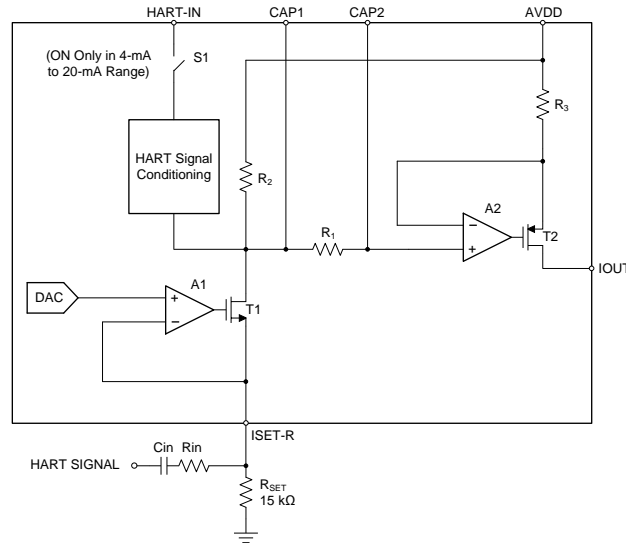 HART-IN
CAP1
CAP2
AVDD
(ON Only in 4-mA
to 20-mA Range)
S1
HART Signal
Conditioning
R2
R3
R1
A2
T2
IOUT
DAC
A1
T1
+
−
−
+
ISET-R
HART SIGNAL
Cin
Rin
RSET
15 kΩ